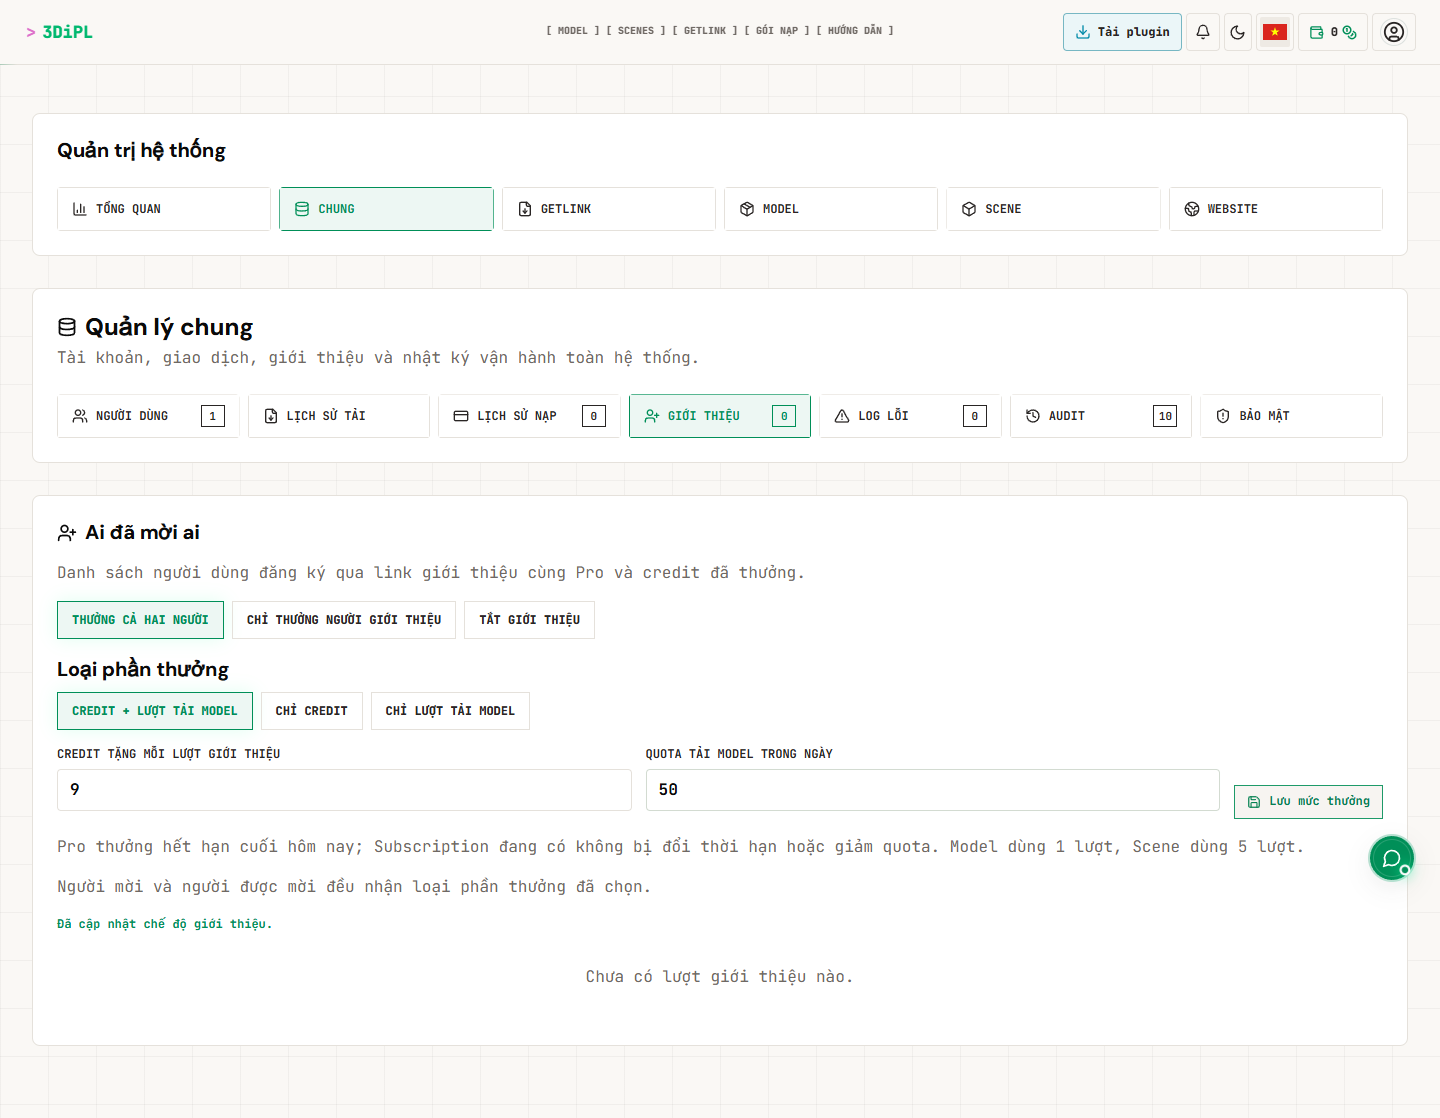 > 3DiPL
[ MODEL ] [ SCENES ] [ GETLINK ] [ GÓI NẠP ] [ HƯỚNG DẪN ]
Tải plugin
0
Quản trị hệ thống
TỔNG QUAN
CHUNG
GETLINK
MODEL
SCENE
WEBSITE
Quản lý chung
Tài khoản, giao dịch, giới thiệu và nhật ký vận hành toàn hệ thống.
NGƯỜI DÙNG 1
LỊCH SỬ TẢI
LỊCH SỬ NẠP 0
GIỚI THIỆU 0
LOG LỖI 0
AUDIT 10
BẢO MẬT
Ai đã mời ai
Danh sách người dùng đăng ký qua link giới thiệu cùng Pro và credit đã thưởng.
THƯỞNG CẢ HAI NGƯỜI
CHỈ THƯỞNG NGƯỜI GIỚI THIỆU
TẮT GIỚI THIỆU
Loại phần thưởng
CREDIT + LƯỢT TẢI MODEL
CHỈ CREDIT
CHỈ LƯỢT TẢI MODEL
CREDIT TẶNG MỖI LƯỢT GIỚI THIỆU
QUOTA TẢI MODEL TRONG NGÀY
9
50
Lưu mức thưởng
Pro thưởng hết hạn cuối hôm nay; Subscription đang có không bị đổi thời hạn hoặc giảm quota. Model dùng 1 lượt, Scene dùng 5 lượt.
Người mời và người được mời đều nhận loại phần thưởng đã chọn.
Đã cập nhật chế độ giới thiệu.
Chưa có lượt giới thiệu nào.